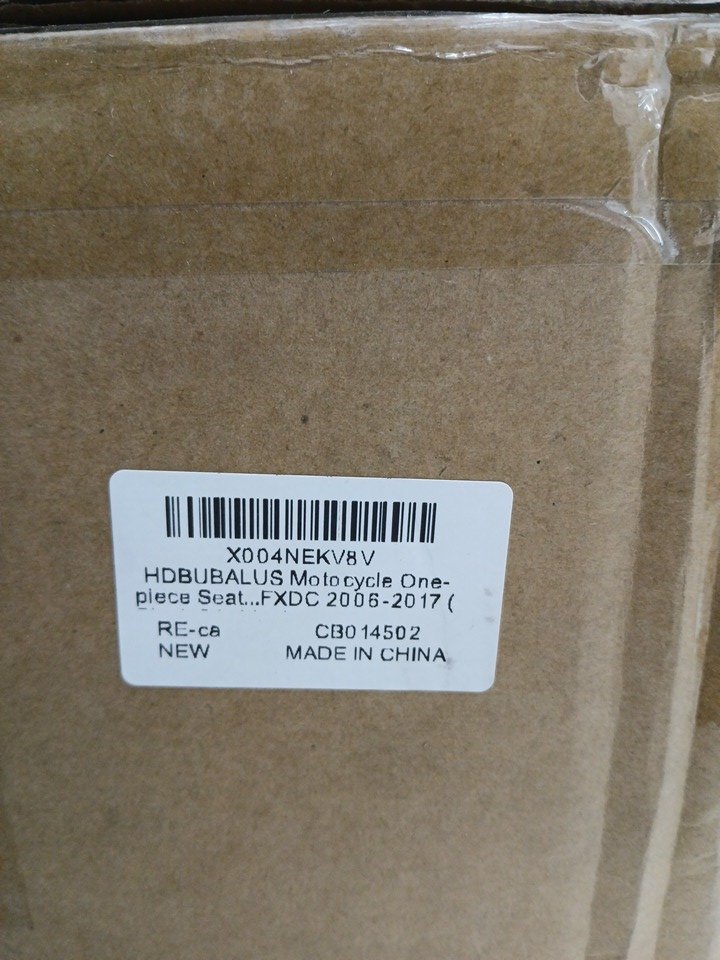 X004NEKV8V
HDBUBALUS Motocycle One-
piece Seat...FXDC 2006-2017 (
RE-ca
CB014502
NEW
MADE IN CHINA